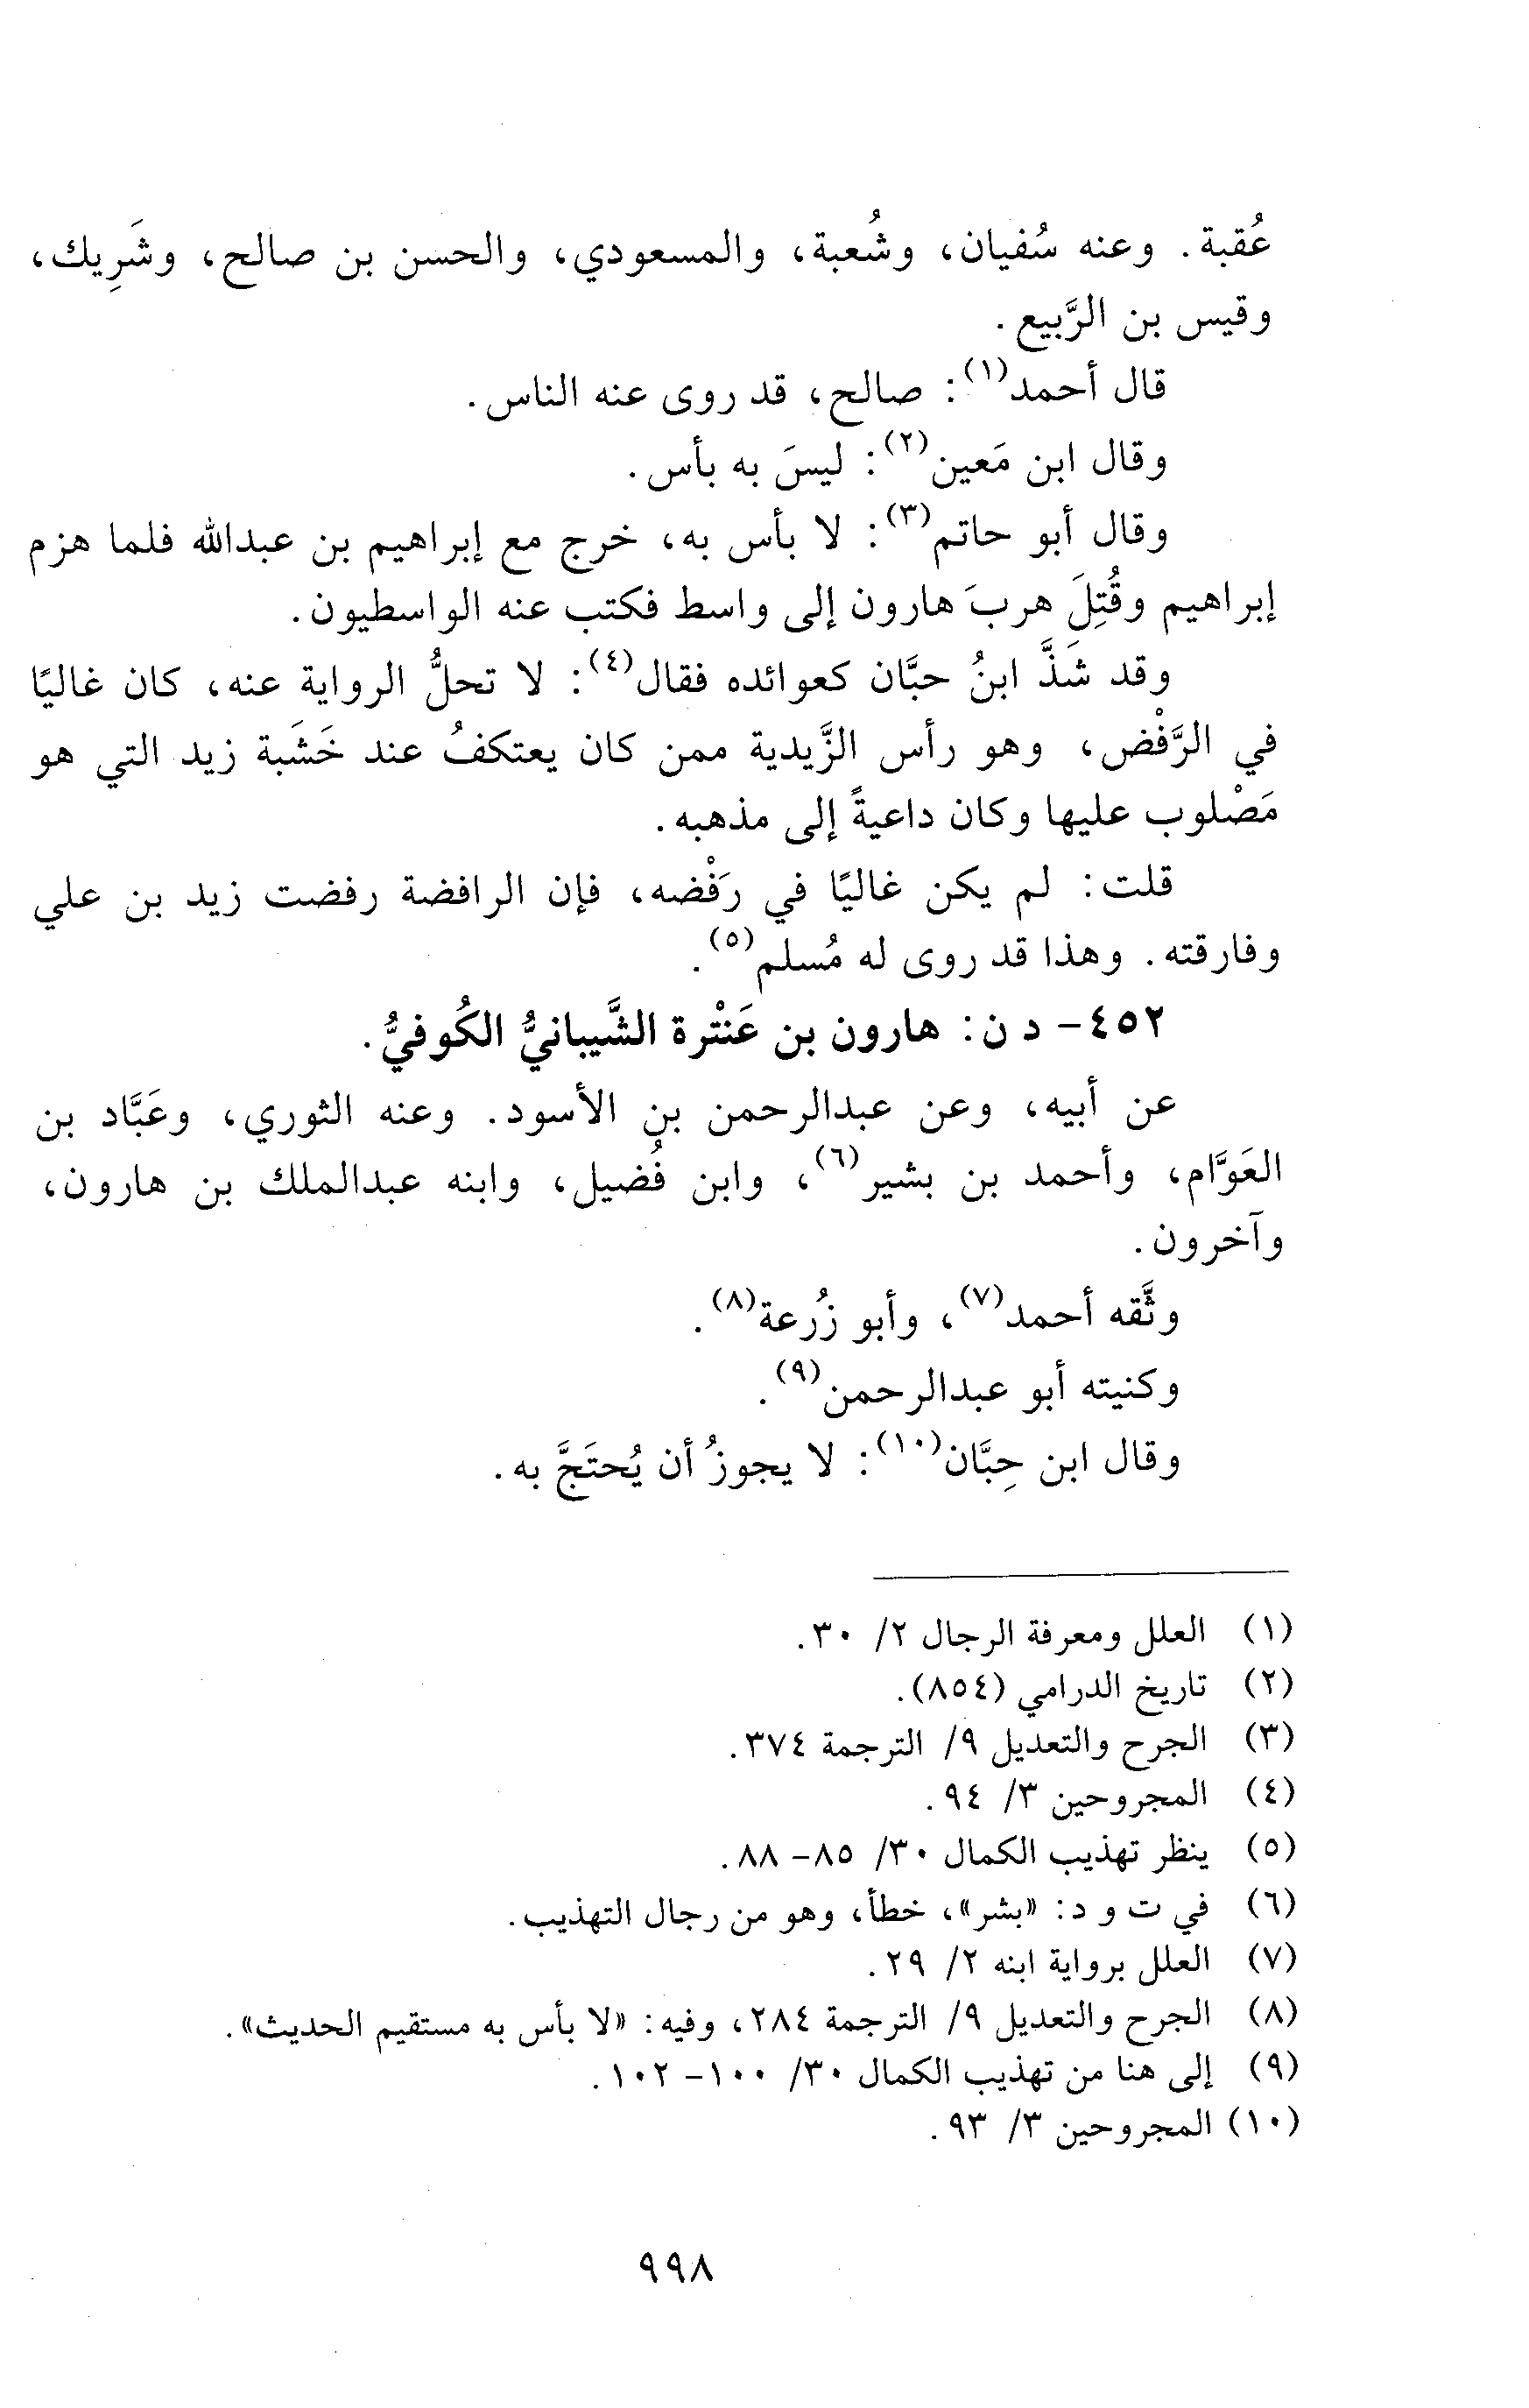 عُقبة. وعنه سُفيان، وشُعبة، والمسعودي، والحسن بن صالح، وشَرِيك،
وقيس بن الرَّبيع.
قال أحمد(١): صالح، قد روى عنه الناس.
وقال ابن مَعين(٢): ليسَ به بأس.
وقال أبو حاتم(٣): لا بأس به، خرج مع إبراهيم بن عبدالله فلما هزم
إبراهيم وقُتِلَ هربَ هارون إلى واسط فكتب عنه الواسطيون.
وقد شَذَّ ابنُ حبَّان كعوائده فقال(٤): لا تحلُّ الرواية عنه، كان غاليًا
في الرَّفْض، وهو رأس الزَّيدية ممن كان يعتكفُ عند خَشَبة زيد التي هو
مَصْلوب عليها وكان داعيةً إلى مذهبه.
قلت: لم يكن غاليًا في رَفْضه، فإن الرافضة رفضت زيد بن علي
وفارقته. وهذا قد روى له مُسلم(٥).
٤٥٢- د ن: هارون بن عَنْترة الشَّيبانيُّ الكُوفيُّ.
عن أبيه، وعن عبدالرحمن بن الأسود. وعنه الثوري، وعَبَّاد بن
العَوَّام، وأحمد بن بشير(٦)، وابن فُضيل، وابنه عبدالملك بن هارون،
وآخرون.
وثَّقه أحمد(٧)، وأبو زُرعة(٨).
وكنيته أبو عبدالرحمن(٩).
وقال ابن حِبَّان(١٠): لا يجوزُ أن يُحتَجَّ به.
(١) العلل ومعرفة الرجال ٢/ ٣٠.
(٢) تاريخ الدرامي (٨٥٤).
(٣) الجرح والتعديل ٩/ الترجمة ٣٧٤.
(٤) المجروحين ٣/ ٩٤.
(٥) ينظر تهذيب الكمال ٣٠/ ٨٥- ٨٨.
(٦) في ت و د: «بشر»، خطأ، وهو من رجال التهذيب.
(٧) العلل برواية ابنه ٢/ ٢٩.
(٨) الجرح والتعديل ٩/ الترجمة ٢٨٤، وفيه: «لا بأس به مستقيم الحديث».
(٩) إلى هنا من تهذيب الكمال ٣٠/ ١٠٠- ١٠٢.
(١٠) المجروحين ٣/ ٩٣.
٩٩٨